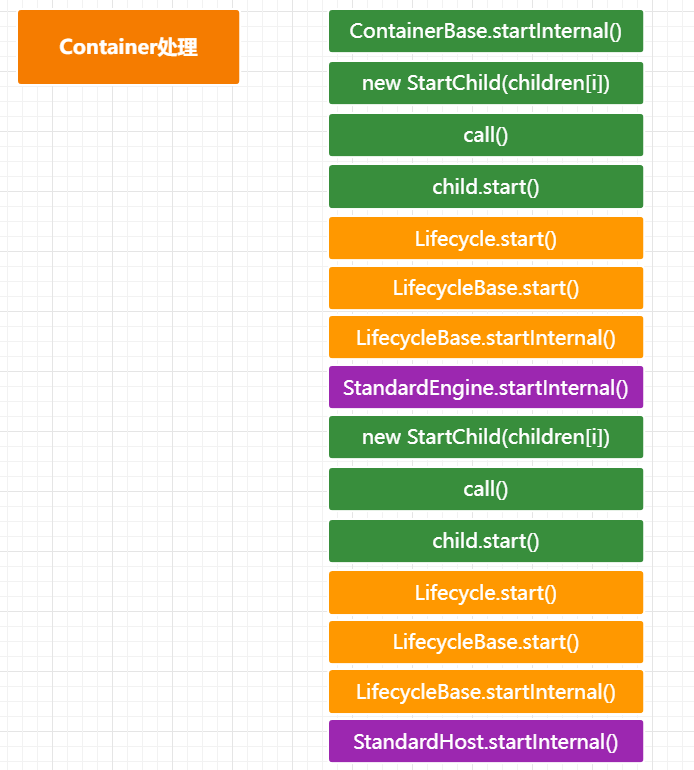 Container处理
ContainerBase.startInternal()
new StartChild(children[i])
call()
child.start()
Lifecycle.start()
LifecycleBase.start()
LifecycleBase.startInternal()
StandardEngine.startInternal()
new StartChild(children[i])
call()
child.start()
Lifecycle.start()
LifecycleBase.start()
LifecycleBase.startInternal()
StandardHost.startInternal()